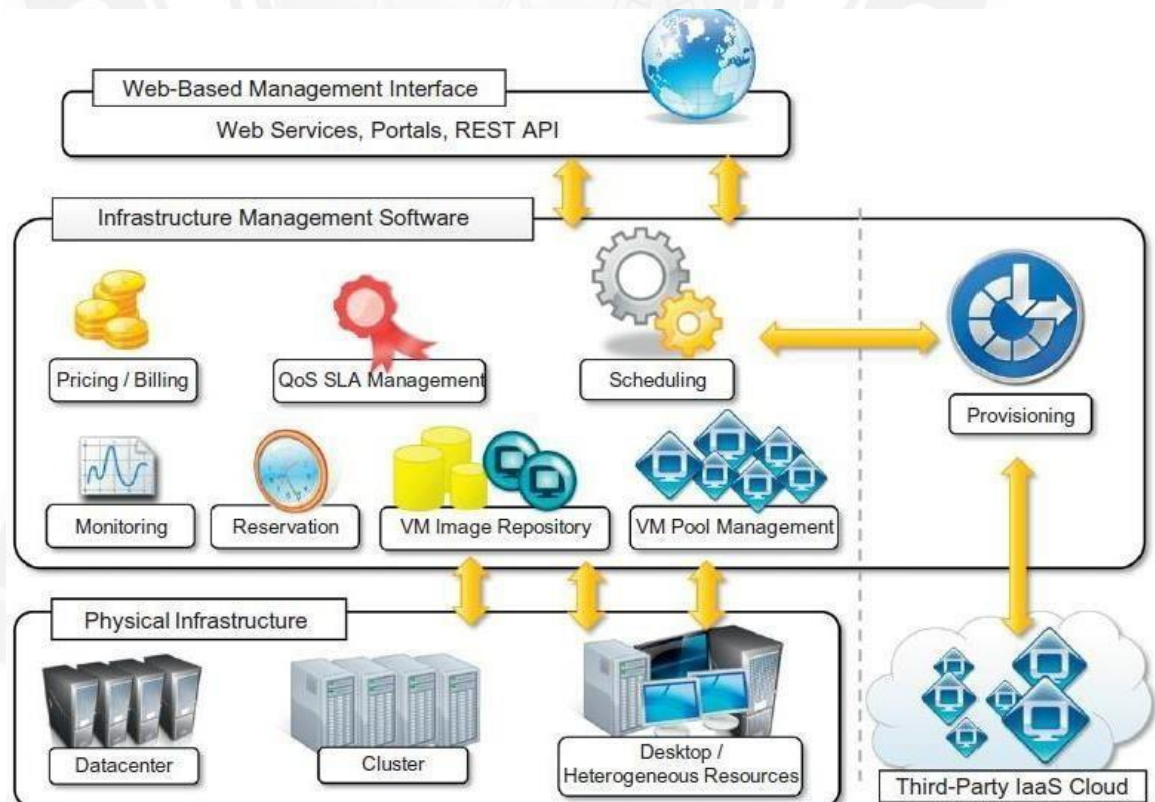 Web-Based Management Interface
Web Services, Portals, REST API
Infrastructure Management Software
Pricing / Billing
QoS SLA Management
Scheduling
Provisioning
Monitoring
Reservation
VM Image Repository
VM Pool Management
Physical Infrastructure
Datacenter
Cluster
Desktop /
Heterogeneous Resources
Third-Party IaaS Cloud